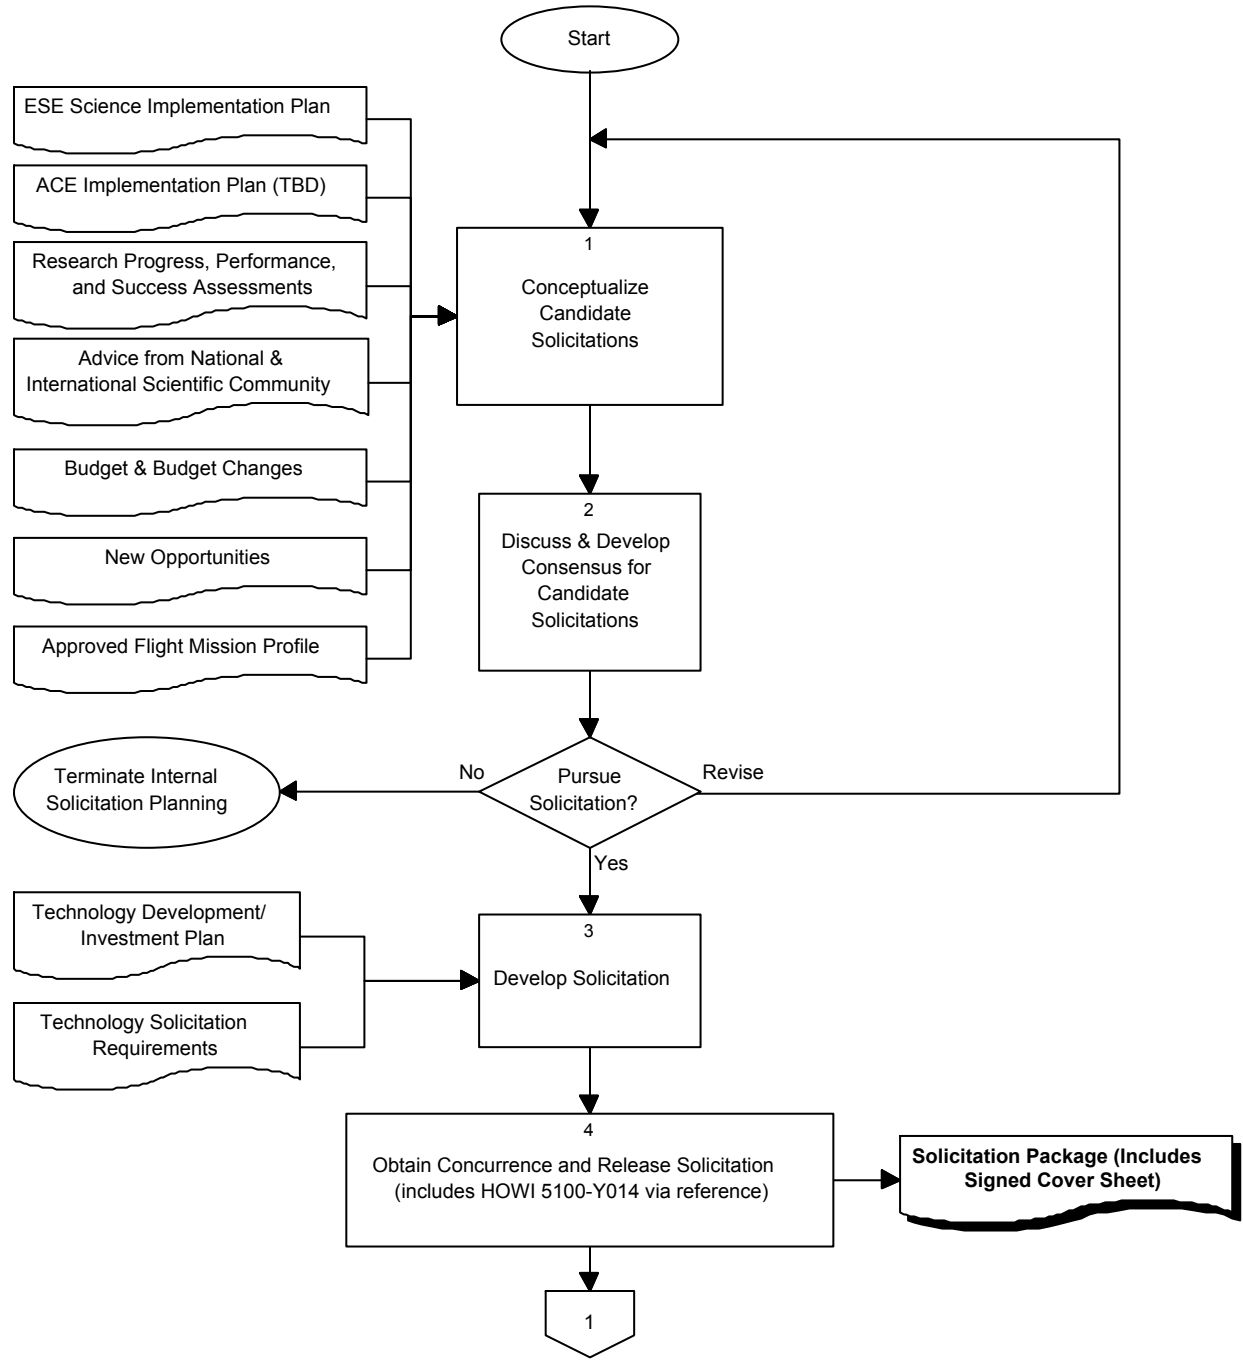 Start
ESE Science Implementation Plan
ACE Implementation Plan (TBD)
Research Progress, Performance,
and Success Assessments
Advice from National &
International Scientific Community
Budget & Budget Changes
New Opportunities
Approved Flight Mission Profile
1
Conceptualize
Candidate
Solicitations
2
Discuss & Develop
Consensus for
Candidate
Solicitations
Pursue
Solicitation?
No
Revise
Yes
Terminate Internal
Solicitation Planning
Technology Development/
Investment Plan
Technology Solicitation
Requirements
3
Develop Solicitation
4
Obtain Concurrence and Release Solicitation
(includes HOWI 5100-Y014 via reference)
Solicitation Package (Includes
Signed Cover Sheet)
1